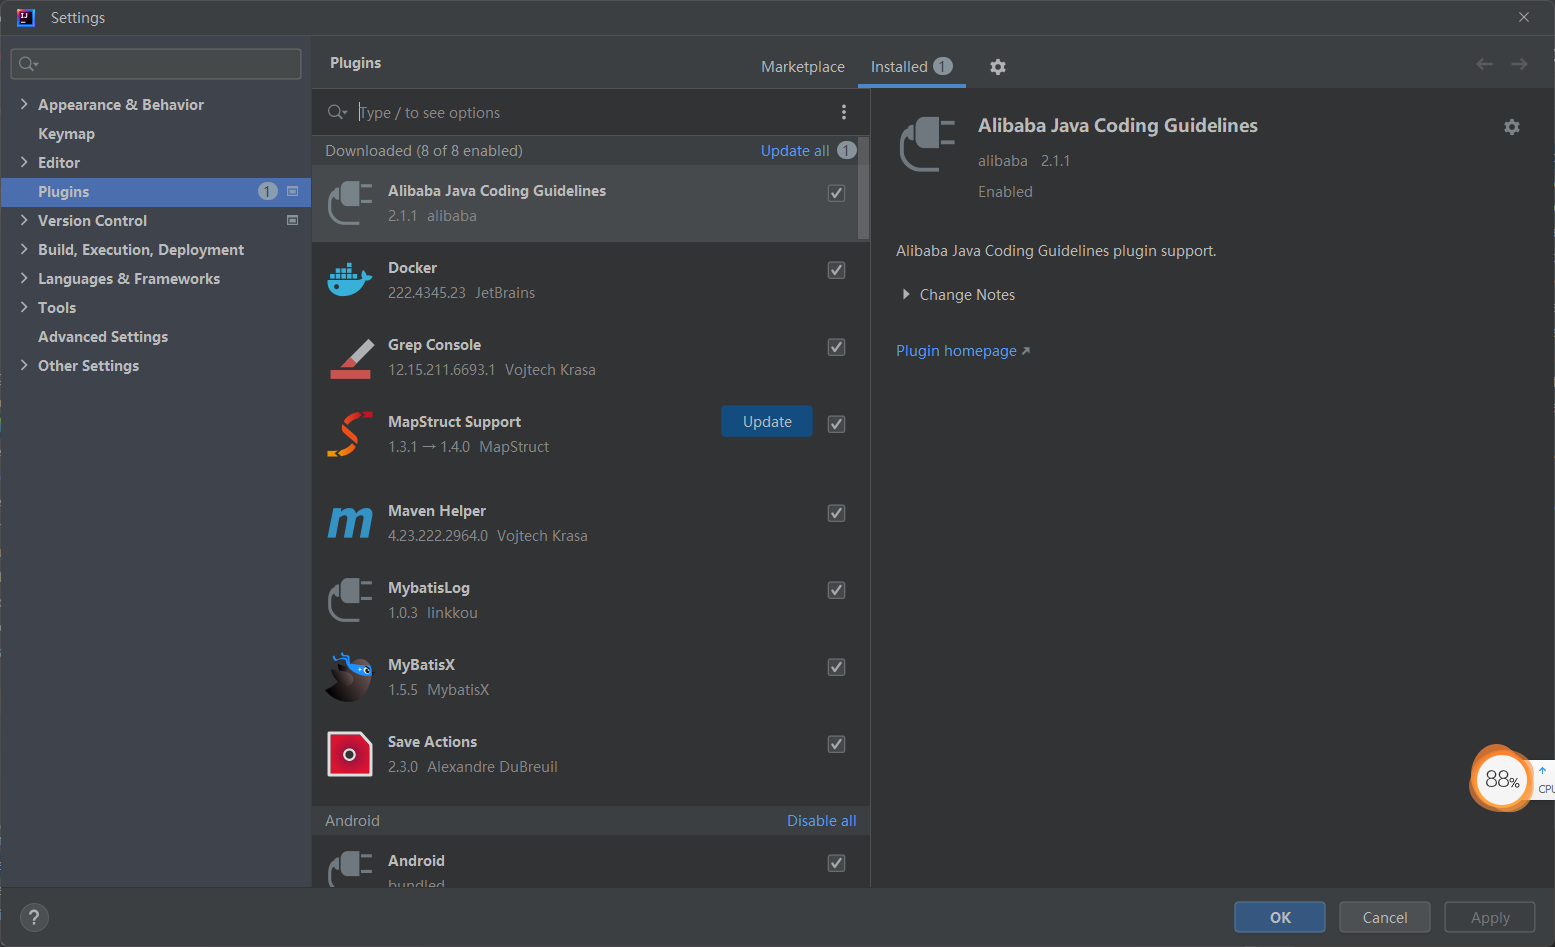 Settings
Plugins
Marketplace
Installed 1
Type / to see options
Appearance & Behavior
Keymap
Editor
Plugins 1
Version Control
Build, Execution, Deployment
Languages & Frameworks
Tools
Advanced Settings
Other Settings
Downloaded (8 of 8 enabled) Update all 1
Alibaba Java Coding Guidelines
2.1.1 alibaba
Docker
222.4345.23 JetBrains
Grep Console
12.15.211.6693.1 Vojtech Krasa
MapStruct Support
1.3.1 → 1.4.0 MapStruct
Update
Maven Helper
4.23.222.2964.0 Vojtech Krasa
MybatisLog
1.0.3 linkkou
MyBatisX
1.5.5 MybatisX
Save Actions
2.3.0 Alexandre DuBreuil
Android Disable all
Android
bundled
Alibaba Java Coding Guidelines
alibaba 2.1.1
Enabled
Alibaba Java Coding Guidelines plugin support.
Change Notes
Plugin homepage
88%
CPU
?
OK
Cancel
Apply